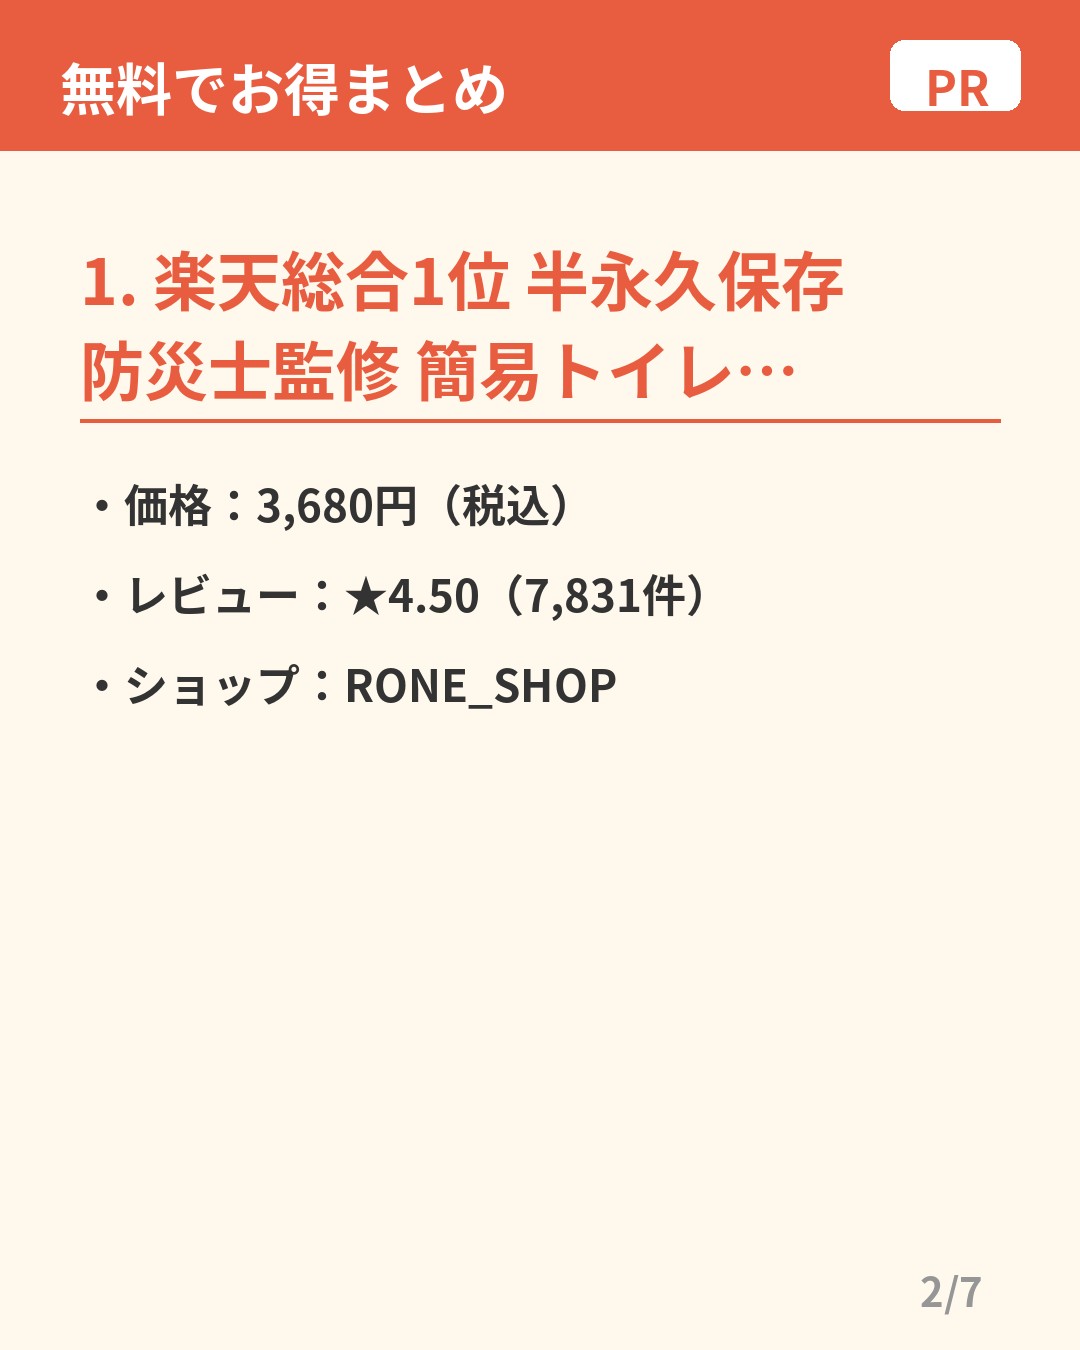 無料でお得まとめ
PR
1. 楽天総合1位 半永久保存
防災士監修 簡易トイレ…
・価格：3,680円（税込）
・レビュー：★4.50（7,831件）
・ショップ：RONE_SHOP
2/7